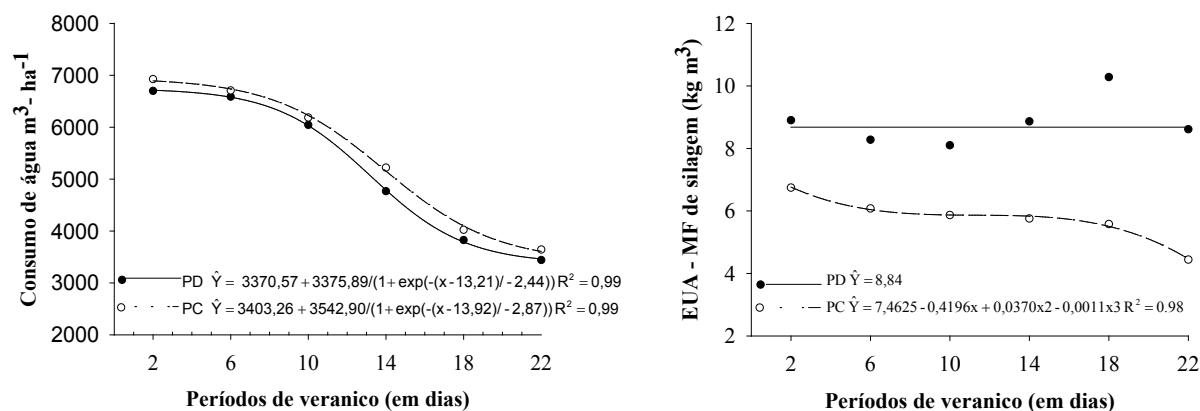 Consumo de água m³- ha-¹
8000
7000
6000
5000
4000
3000
2000
PD Ŷ = 3370,57 + 3375,89/(1+ exp(-(x -13,21)/ - 2,44)) R² = 0,99
PC Ŷ = 3403,26 + 3542,90/(1+ exp(-(x -13,92)/ - 2,87)) R² = 0,99
2 6 10 14 18 22
Períodos de veranico (em dias)
EUA - MF de silagem (kg m³)
12
10
8
6
4
2
PD Ŷ = 8,84
PC Ŷ = 7,4625 - 0,4196x + 0,0370x2 - 0,0011x3 R² = 0.98
2 6 10 14 18 22
Períodos de veranico (em dias)